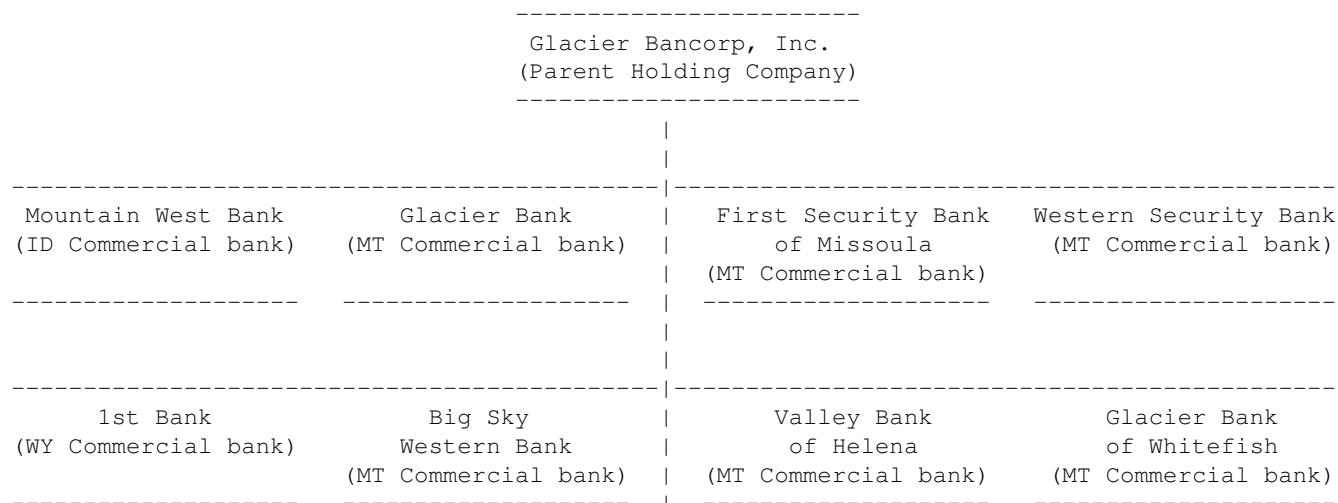 Glacier Bancorp, Inc.
(Parent Holding Company)
Mountain West Bank Glacier Bank First Security Bank Western Security Bank
(ID Commercial bank) (MT Commercial bank) of Missoula (MT Commercial bank)
(MT Commercial bank)
1st Bank Big Sky Valley Bank Glacier Bank
(WY Commercial bank) Western Bank of Helena of Whitefish
(MT Commercial bank) (MT Commercial bank) (MT Commercial bank)